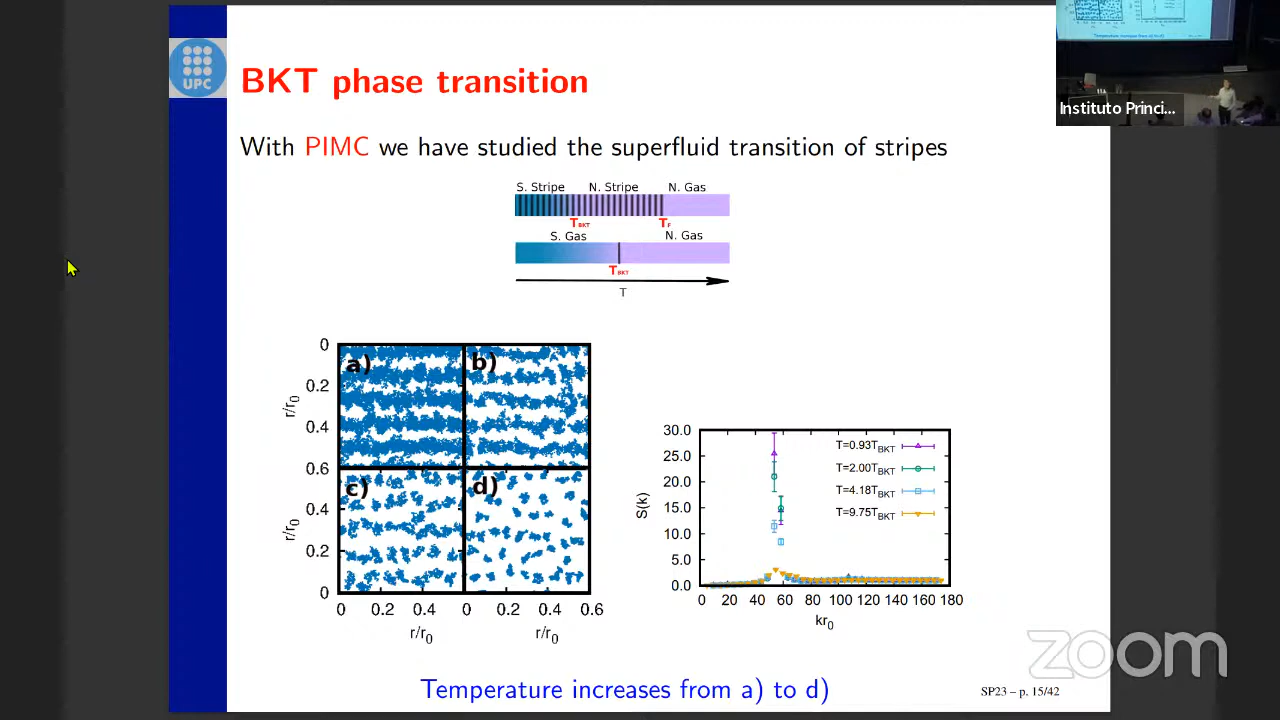 UPC
BKT phase transition
Instituto Princi...
With PIMC we have studied the superfluid transition of stripes
S. Stripe N. Stripe N. Gas
TBKT TF
S. Gas N. Gas
TBKT
T
a) b)
c) d)
0
0.2
0.4
0.6
0.4
0.2
0
r/r0
r/r0
0 0.2 0.4 0 0.2 0.4 0.6
r/r0 r/r0
30.0
25.0
20.0
15.0
10.0
5.0
0.0
S(k)
T=0.93TBKT
T=2.00TBKT
T=4.18TBKT
T=9.75TBKT
0 20 40 60 80 100 120 140 160 180
kr0
zoom
Temperature increases from a) to d)
SP23 – p. 15/42